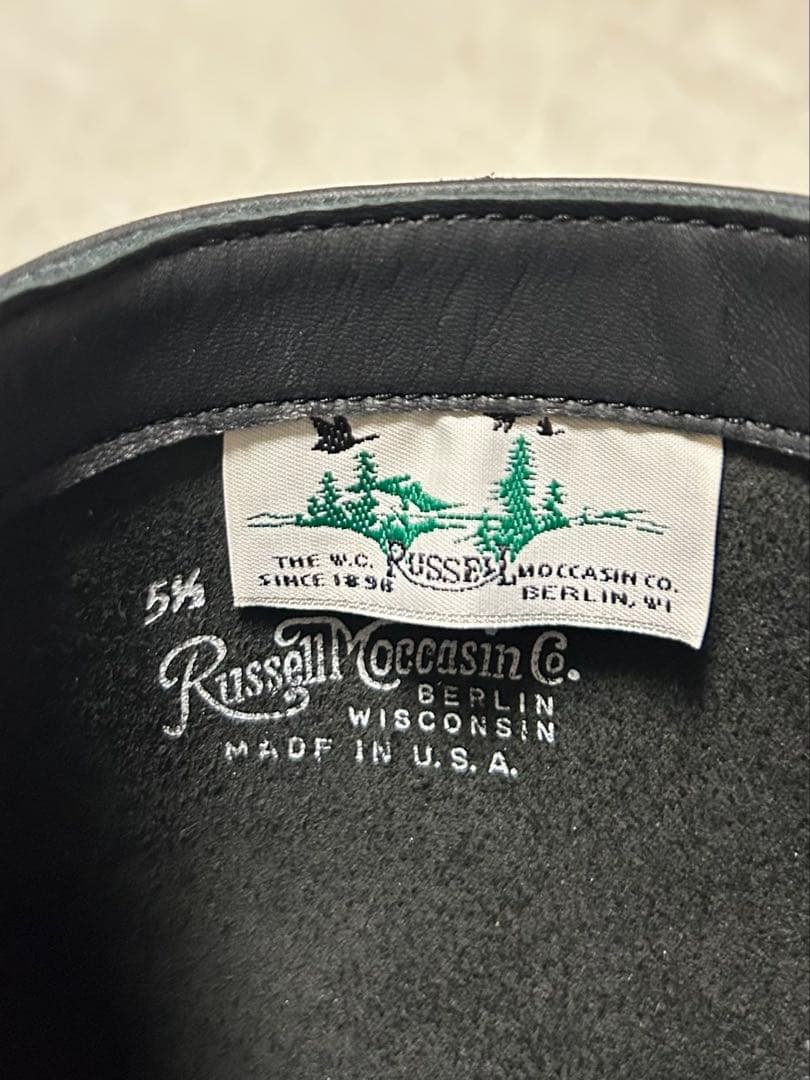 THE W.C. RUSSELL MOCCASIN CO.
SINCE 1898 BERLIN, WI
5½
Russell Moccasin Co.
BERLIN
WISCONSIN
MADE IN U.S.A.